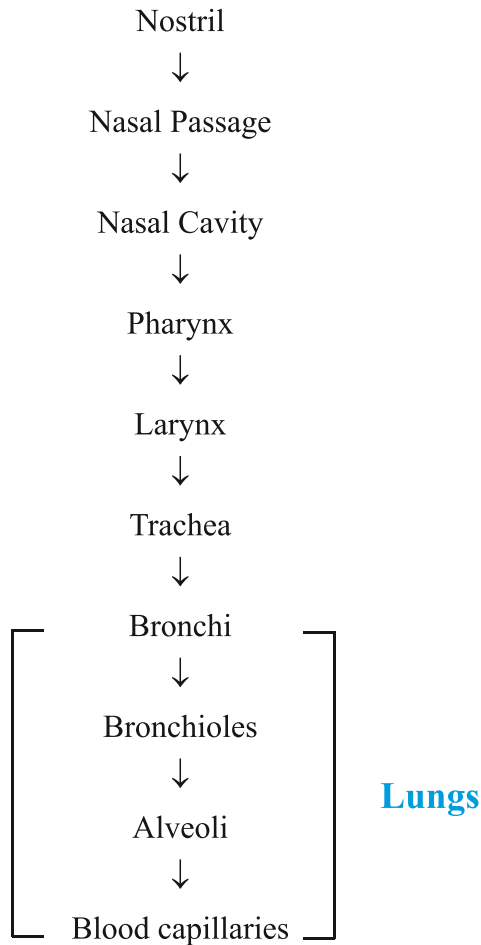 Nostril
↓
Nasal Passage
↓
Nasal Cavity
↓
Pharynx
↓
Larynx
↓
Trachea
↓
Bronchi
↓
Bronchioles
↓
Lungs
Alveoli
↓
Blood capillaries